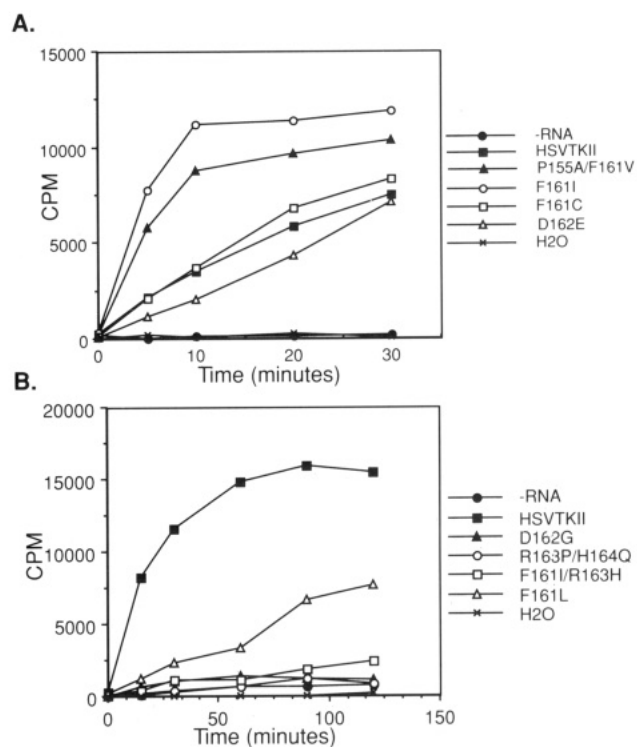 A.
15000
10000
5000
0
CPM
0
10
20
30
Time (minutes)
-RNA
HSVTKII
P155A/F161V
F161I
F161C
D162E
H2O
B.
20000
15000
10000
5000
0
CPM
0
50
100
150
Time (minutes)
-RNA
HSVTKII
D162G
R163P/H164Q
F161I/R163H
F161L
H2O